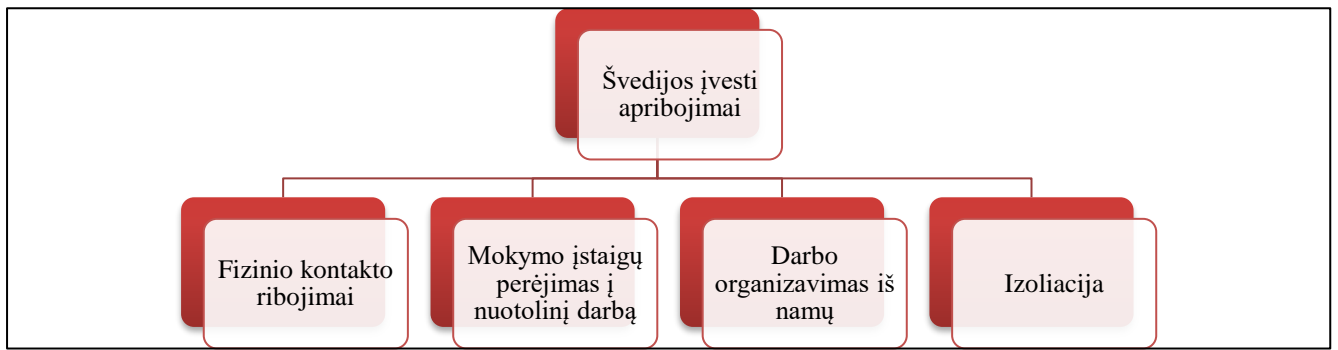 Švedijos įvesti
apribojimai
Fizinio kontakto
ribojimai
Mokymo įstaigų
perėjimas į
nuotolinį darbą
Darbo
organizavimas iš
namų
Izoliacija